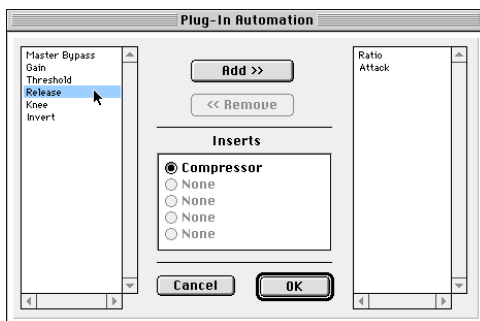 Plug-In Automation
Master Bypass
Gain
Threshold
Release
Knee
Invert
Add >>
<< Remove
Inserts
Compressor
None
None
None
None
Cancel
OK
Ratio
Attack